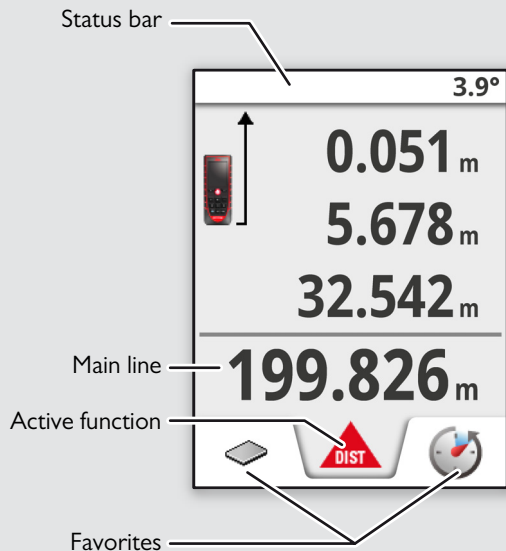 Status bar
3.9°
0.051 m
5.678 m
32.542 m
Main line
199.826 m
Active function
DIST
Favorites